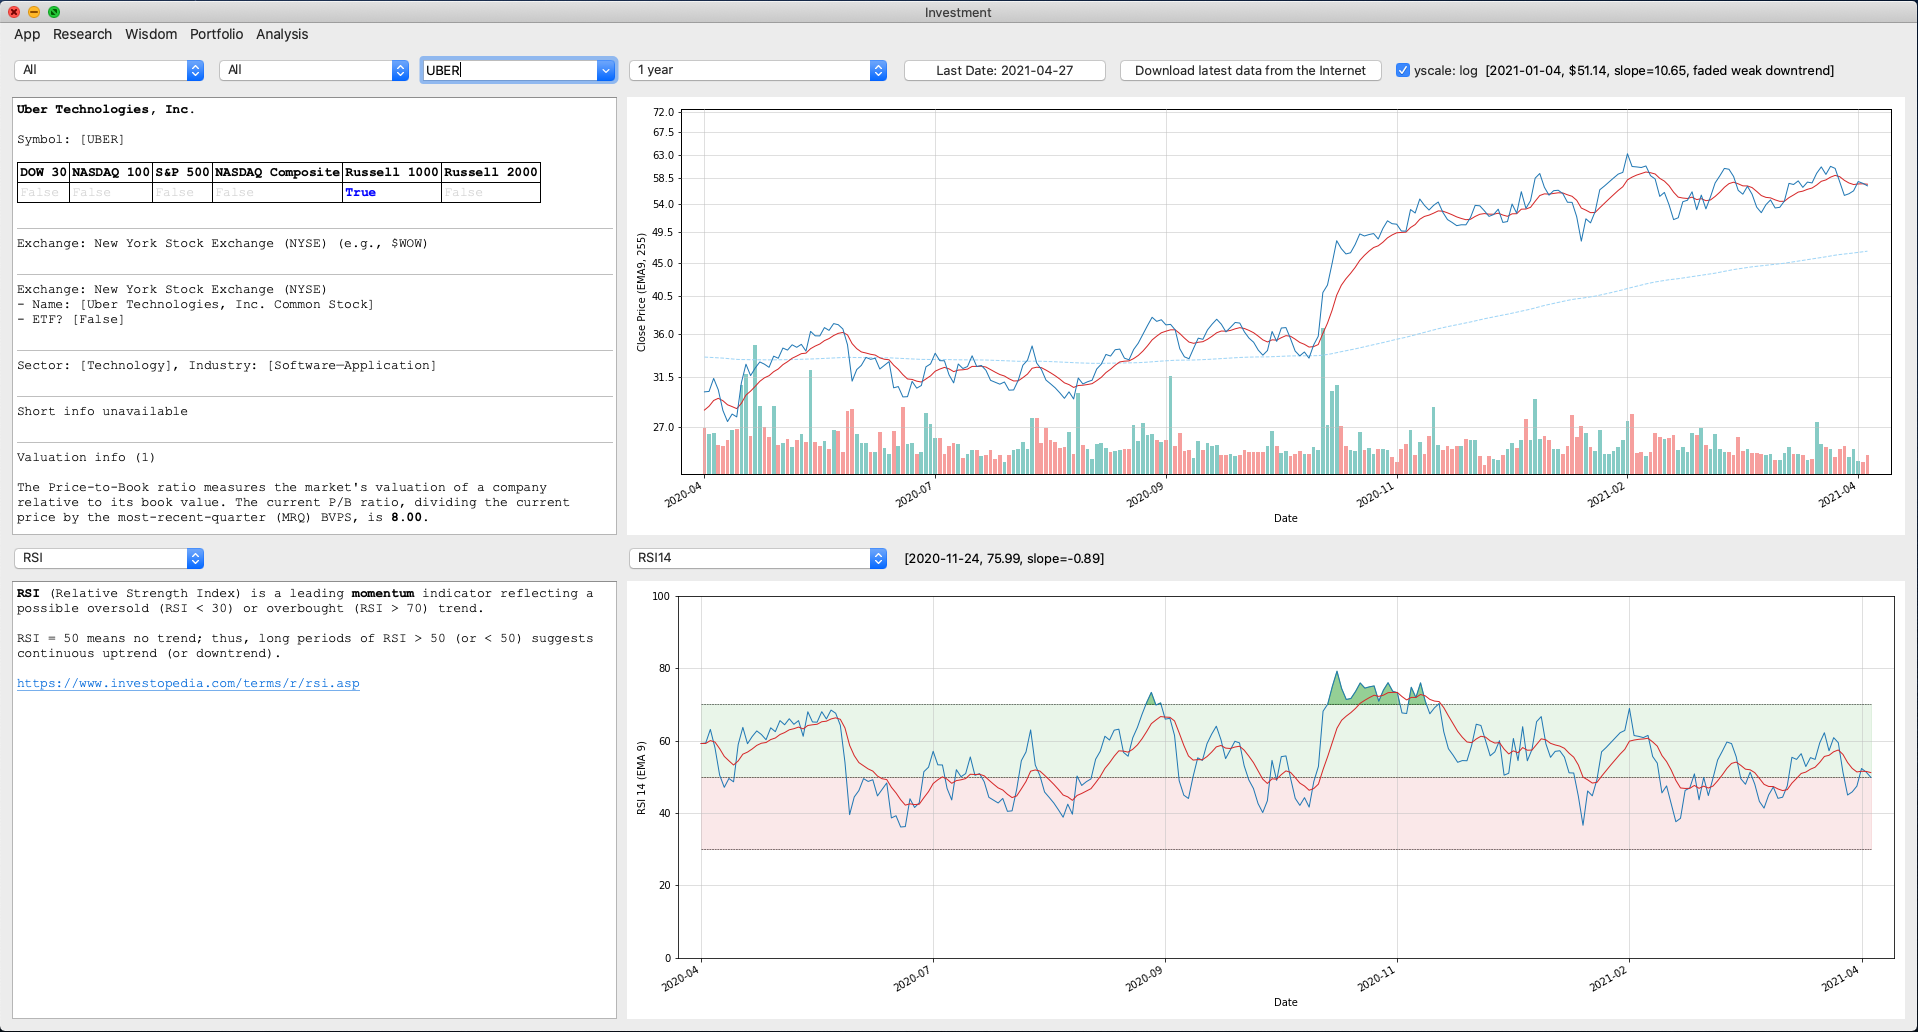 Investment
App Research Wisdom Portfolio Analysis
All All UBER 1 year Last Date: 2021-04-27 Download latest data from the Internet yscale: log [2021-01-04, $51.14, slope=10.65, faded weak downtrend]
Uber Technologies, Inc.
Symbol: [UBER]
DOW 30 NASDAQ 100 S&P 500 NASDAQ Composite Russell 1000 Russell 2000
False False False False True False
Exchange: New York Stock Exchange (NYSE) (e.g., $WOW)
Exchange: New York Stock Exchange (NYSE)
- Name: [Uber Technologies, Inc. Common Stock]
- ETF? [False]
Sector: [Technology], Industry: [Software—Application]
Short info unavailable
Valuation info (1)
The Price-to-Book ratio measures the market's valuation of a company
relative to its book value. The current P/B ratio, dividing the current
price by the most-recent-quarter (MRQ) BVPS, is 8.00.
Close Price (EMA9, 255)
72.0
67.5
63.0
58.5
54.0
49.5
45.0
40.5
36.0
31.5
27.0
2020-04 2020-07 2020-09 2020-11 2021-02 2021-04
Date
RSI RSI14 [2020-11-24, 75.99, slope=-0.89]
RSI (Relative Strength Index) is a leading momentum indicator reflecting a
possible oversold (RSI < 30) or overbought (RSI > 70) trend.
RSI = 50 means no trend; thus, long periods of RSI > 50 (or < 50) suggests
continuous uptrend (or downtrend).
https://www.investopedia.com/terms/r/rsi.asp
RSI 14 (EMA 9)
100
80
60
40
20
0
2020-04 2020-07 2020-09 2020-11 2021-02 2021-04
Date